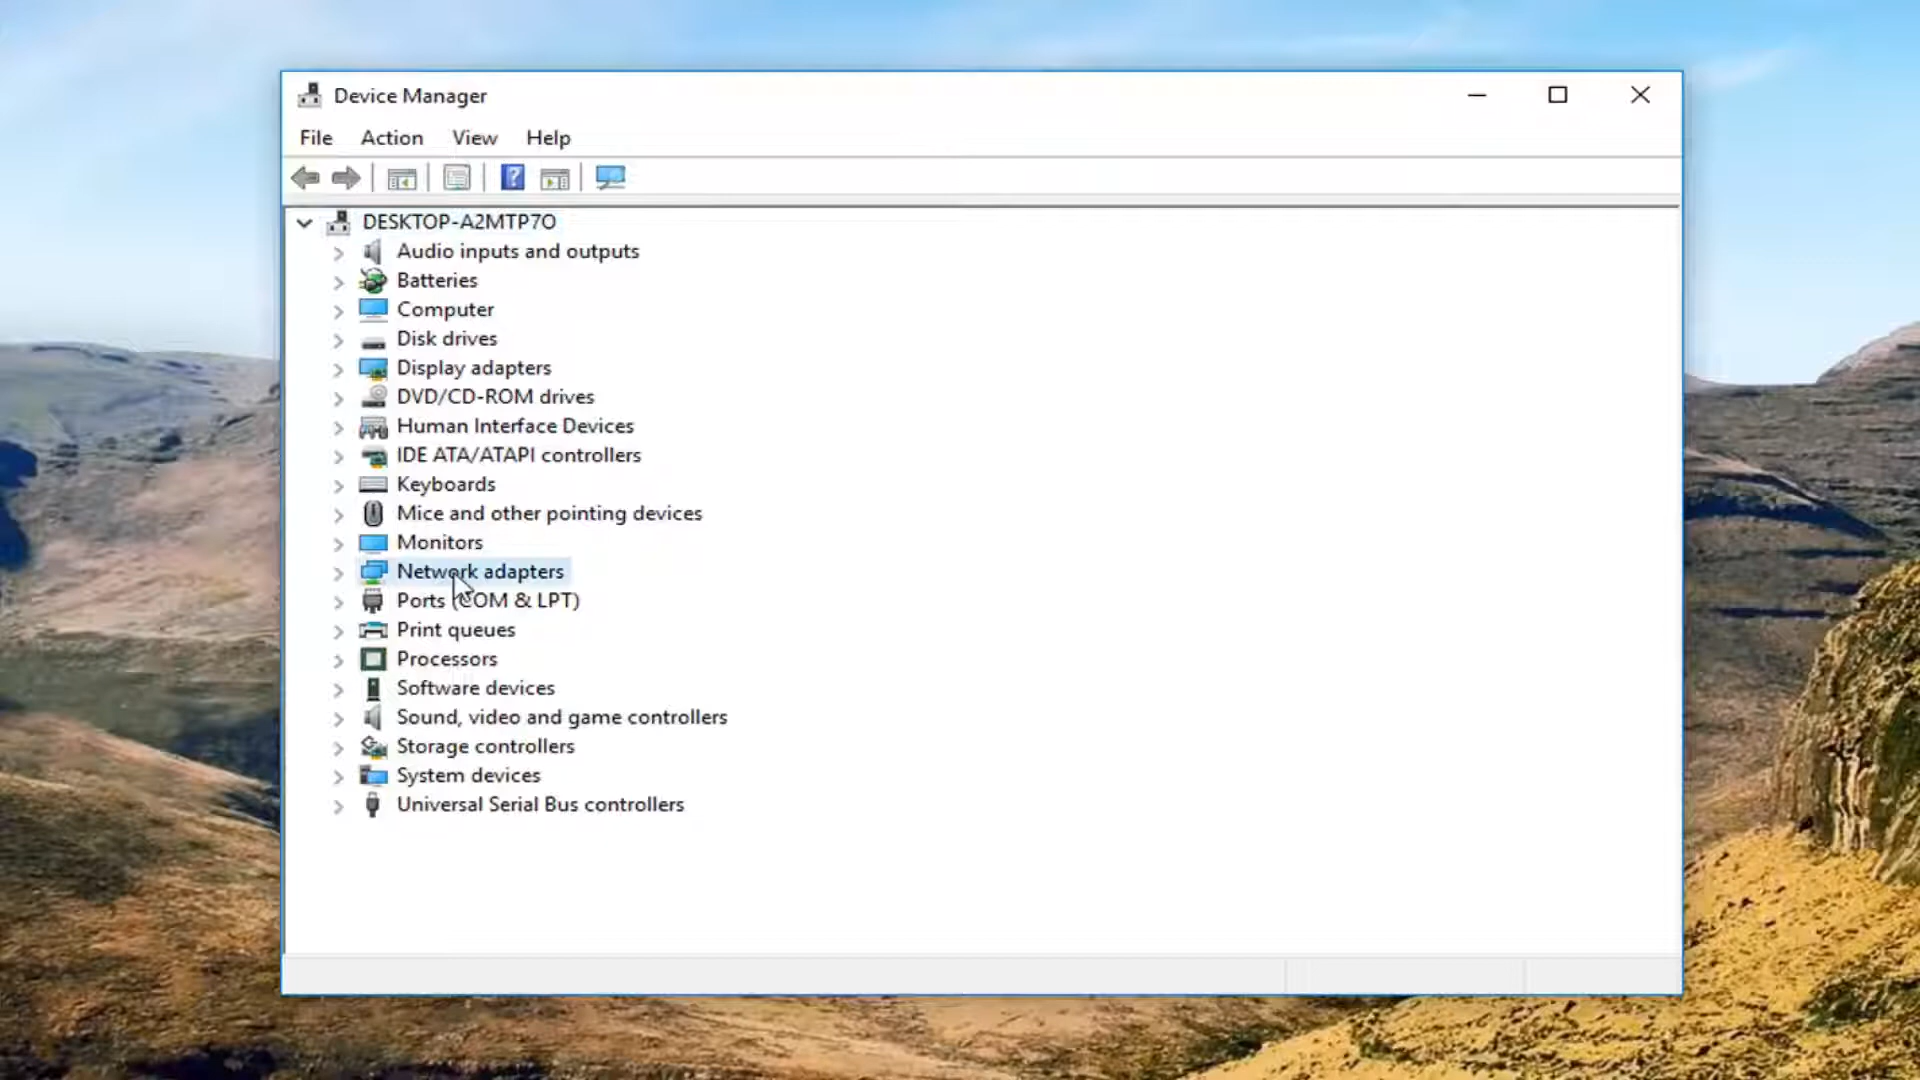 Device Manager
File Action View Help
DESKTOP-A2MTP7O
Audio inputs and outputs
Batteries
Computer
Disk drives
Display adapters
DVD/CD-ROM drives
Human Interface Devices
IDE ATA/ATAPI controllers
Keyboards
Mice and other pointing devices
Monitors
Network adapters
Ports (COM & LPT)
Print queues
Processors
Software devices
Sound, video and game controllers
Storage controllers
System devices
Universal Serial Bus controllers